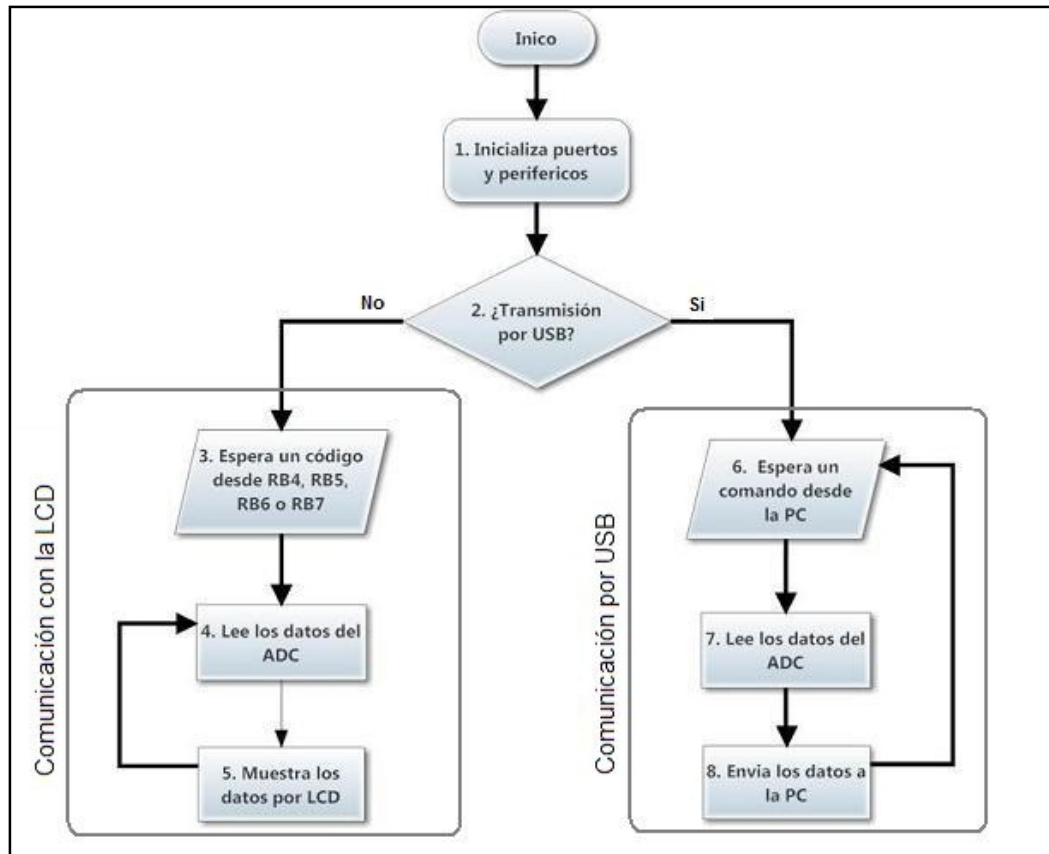 Inico
1. Inicializa puertos
y perifericos
2. ¿Transmisión
por USB?
No
Si
Comunicación con la LCD
3. Espera un código
desde RB4, RB5,
RB6 o RB7
4. Lee los datos del
ADC
5. Muestra los
datos por LCD
Comunicación por USB
6. Espera un
comando desde
la PC
7. Lee los datos del
ADC
8. Envia los datos a
la PC